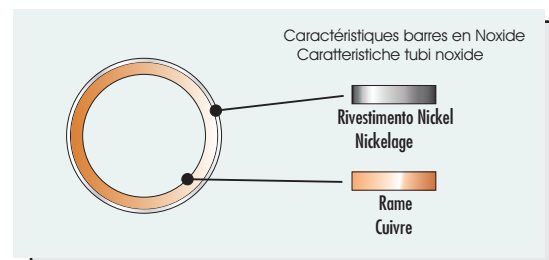 Caractéristiques barres en Noxide
Caratteristiche tubi noxide
Rivestimento Nickel
Nickelage
Rame
Cuivre